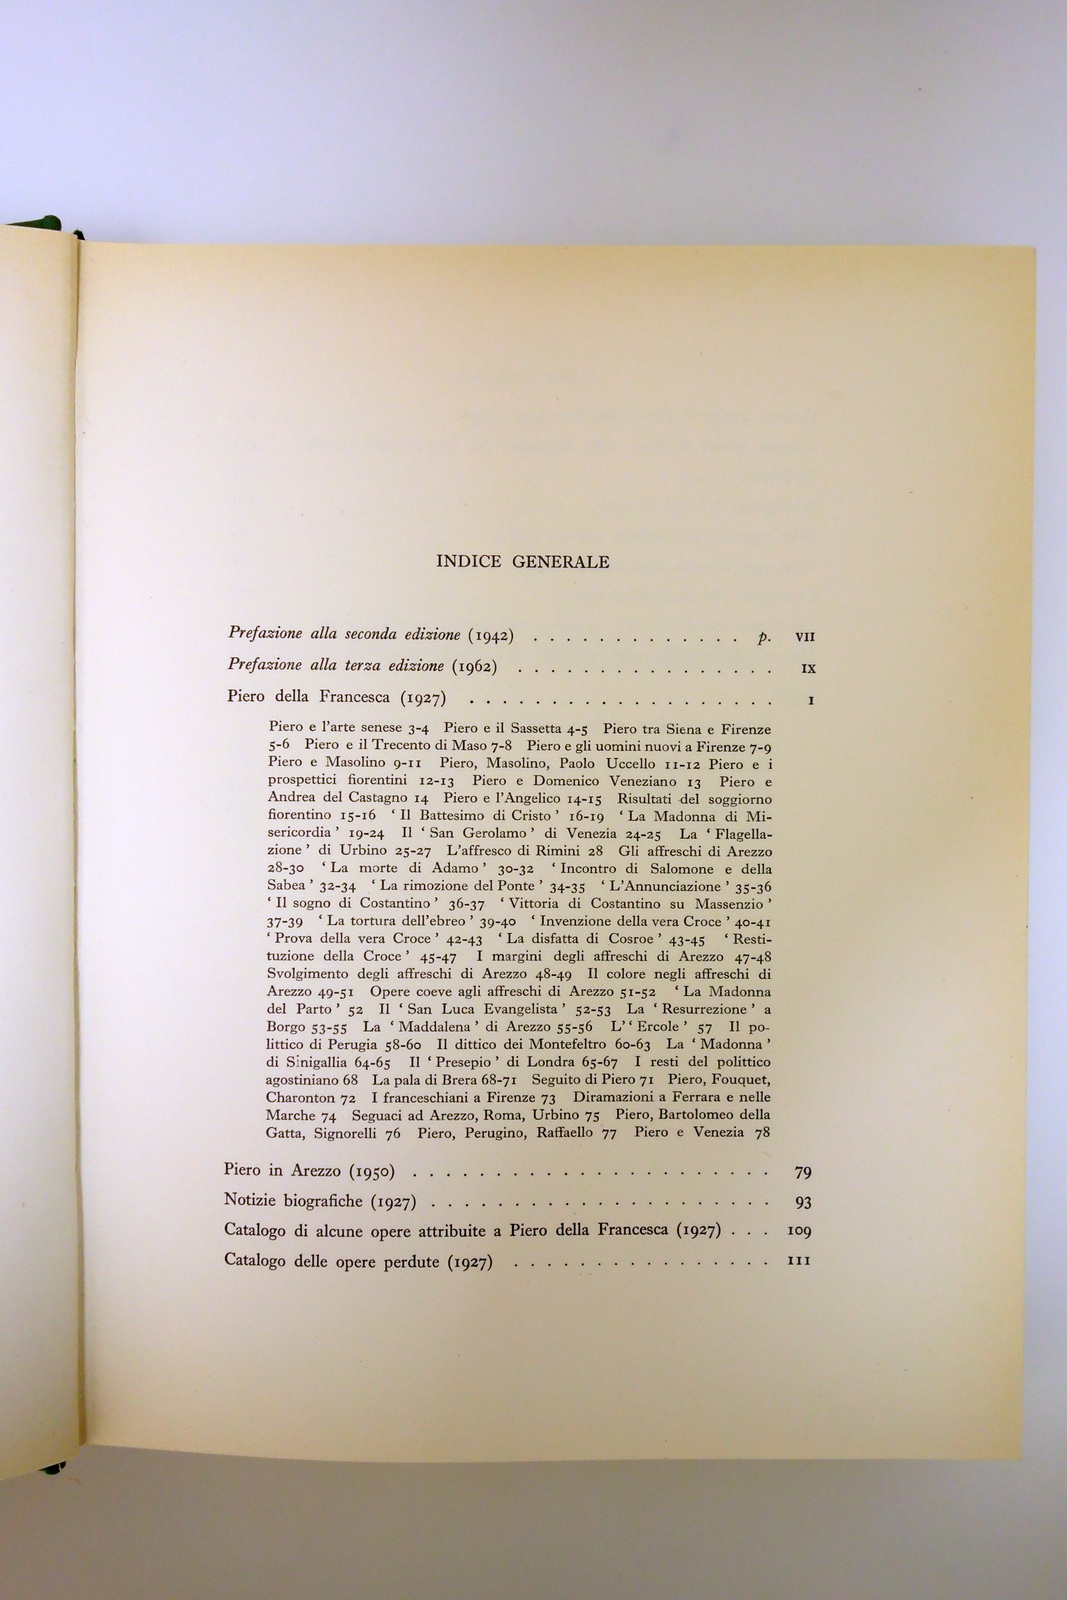 INDICE GENERALE
Prefazione alla seconda edizione (1942) . . . . . . . . . . . . . p. VII
Prefazione alla terza edizione (1962) . . . . . . . . . . . . . . . . IX
Piero della Francesca (1927) . . . . . . . . . . . . . . . . . . . 1
Piero e l'arte senese 3-4 Piero e il Sassetta 4-5 Piero tra Siena e Firenze
5-6 Piero e il Trecento di Maso 7-8 Piero e gli uomini nuovi a Firenze 7-9
Piero e Masolino 9-11 Piero, Masolino, Paolo Uccello 11-12 Piero e i
prospettici fiorentini 12-13 Piero e Domenico Veneziano 13 Piero e
Andrea del Castagno 14 Piero e l'Angelico 14-15 Risultati del soggiorno
fiorentino 15-16 ‘ Il Battesimo di Cristo ’ 16-19 ‘ La Madonna di Mi-
sericordia ’ 19-24 Il ‘ San Gerolamo ’ di Venezia 24-25 La ‘ Flagella-
zione ’ di Urbino 25-27 L'affresco di Rimini 28 Gli affreschi di Arezzo
28-30 ‘ La morte di Adamo ’ 30-32 ‘ Incontro di Salomone e della
Sabea ’ 32-34 ‘ La rimozione del Ponte ’ 34-35 ‘ L'Annunciazione ’ 35-36
‘ Il sogno di Costantino ’ 36-37 ‘ Vittoria di Costantino su Massenzio ’
37-39 ‘ La tortura dell'ebreo ’ 39-40 ‘ Invenzione della vera Croce ’ 40-41
‘ Prova della vera Croce ’ 42-43 ‘ La disfatta di Cosroe ’ 43-45 ‘ Resti-
tuzione della Croce ’ 45-47 I margini degli affreschi di Arezzo 47-48
Svolgimento degli affreschi di Arezzo 48-49 Il colore negli affreschi di
Arezzo 49-51 Opere coeve agli affreschi di Arezzo 51-52 ‘ La Madonna
del Parto ’ 52 Il ‘ San Luca Evangelista ’ 52-53 La ‘ Resurrezione ’ a
Borgo 53-55 La ‘ Maddalena ’ di Arezzo 55-56 L'‘ Ercole ’ 57 Il po-
littico di Perugia 58-60 Il dittico dei Montefeltro 60-63 La ‘ Madonna ’
di Sinigallia 64-65 Il ‘ Presepio ’ di Londra 65-67 I resti del polittico
agostiniano 68 La pala di Brera 68-71 Seguito di Piero 71 Piero, Fouquet,
Charonton 72 I franceschiani a Firenze 73 Diramazioni a Ferrara e nelle
Marche 74 Seguaci ad Arezzo, Roma, Urbino 75 Piero, Bartolomeo della
Gatta, Signorelli 76 Piero, Perugino, Raffaello 77 Piero e Venezia 78
Piero in Arezzo (1950) . . . . . . . . . . . . . . . . . . . . . . 79
Notizie biografiche (1927) . . . . . . . . . . . . . . . . . . . . . 93
Catalogo di alcune opere attribuite a Piero della Francesca (1927) . . . 109
Catalogo delle opere perdute (1927) . . . . . . . . . . . . . . . . 111